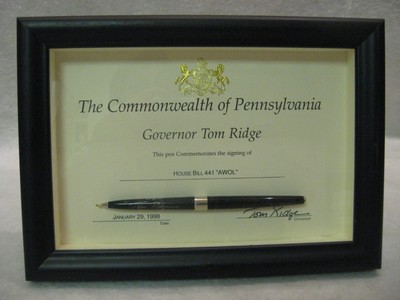 The Commonwealth of Pennsylvania
Governor Tom Ridge
This pen Commemorates the signing of
HOUSE BILL 441 "AWOL"
JANUARY 29, 1998
Date
Tom Ridge
Governor